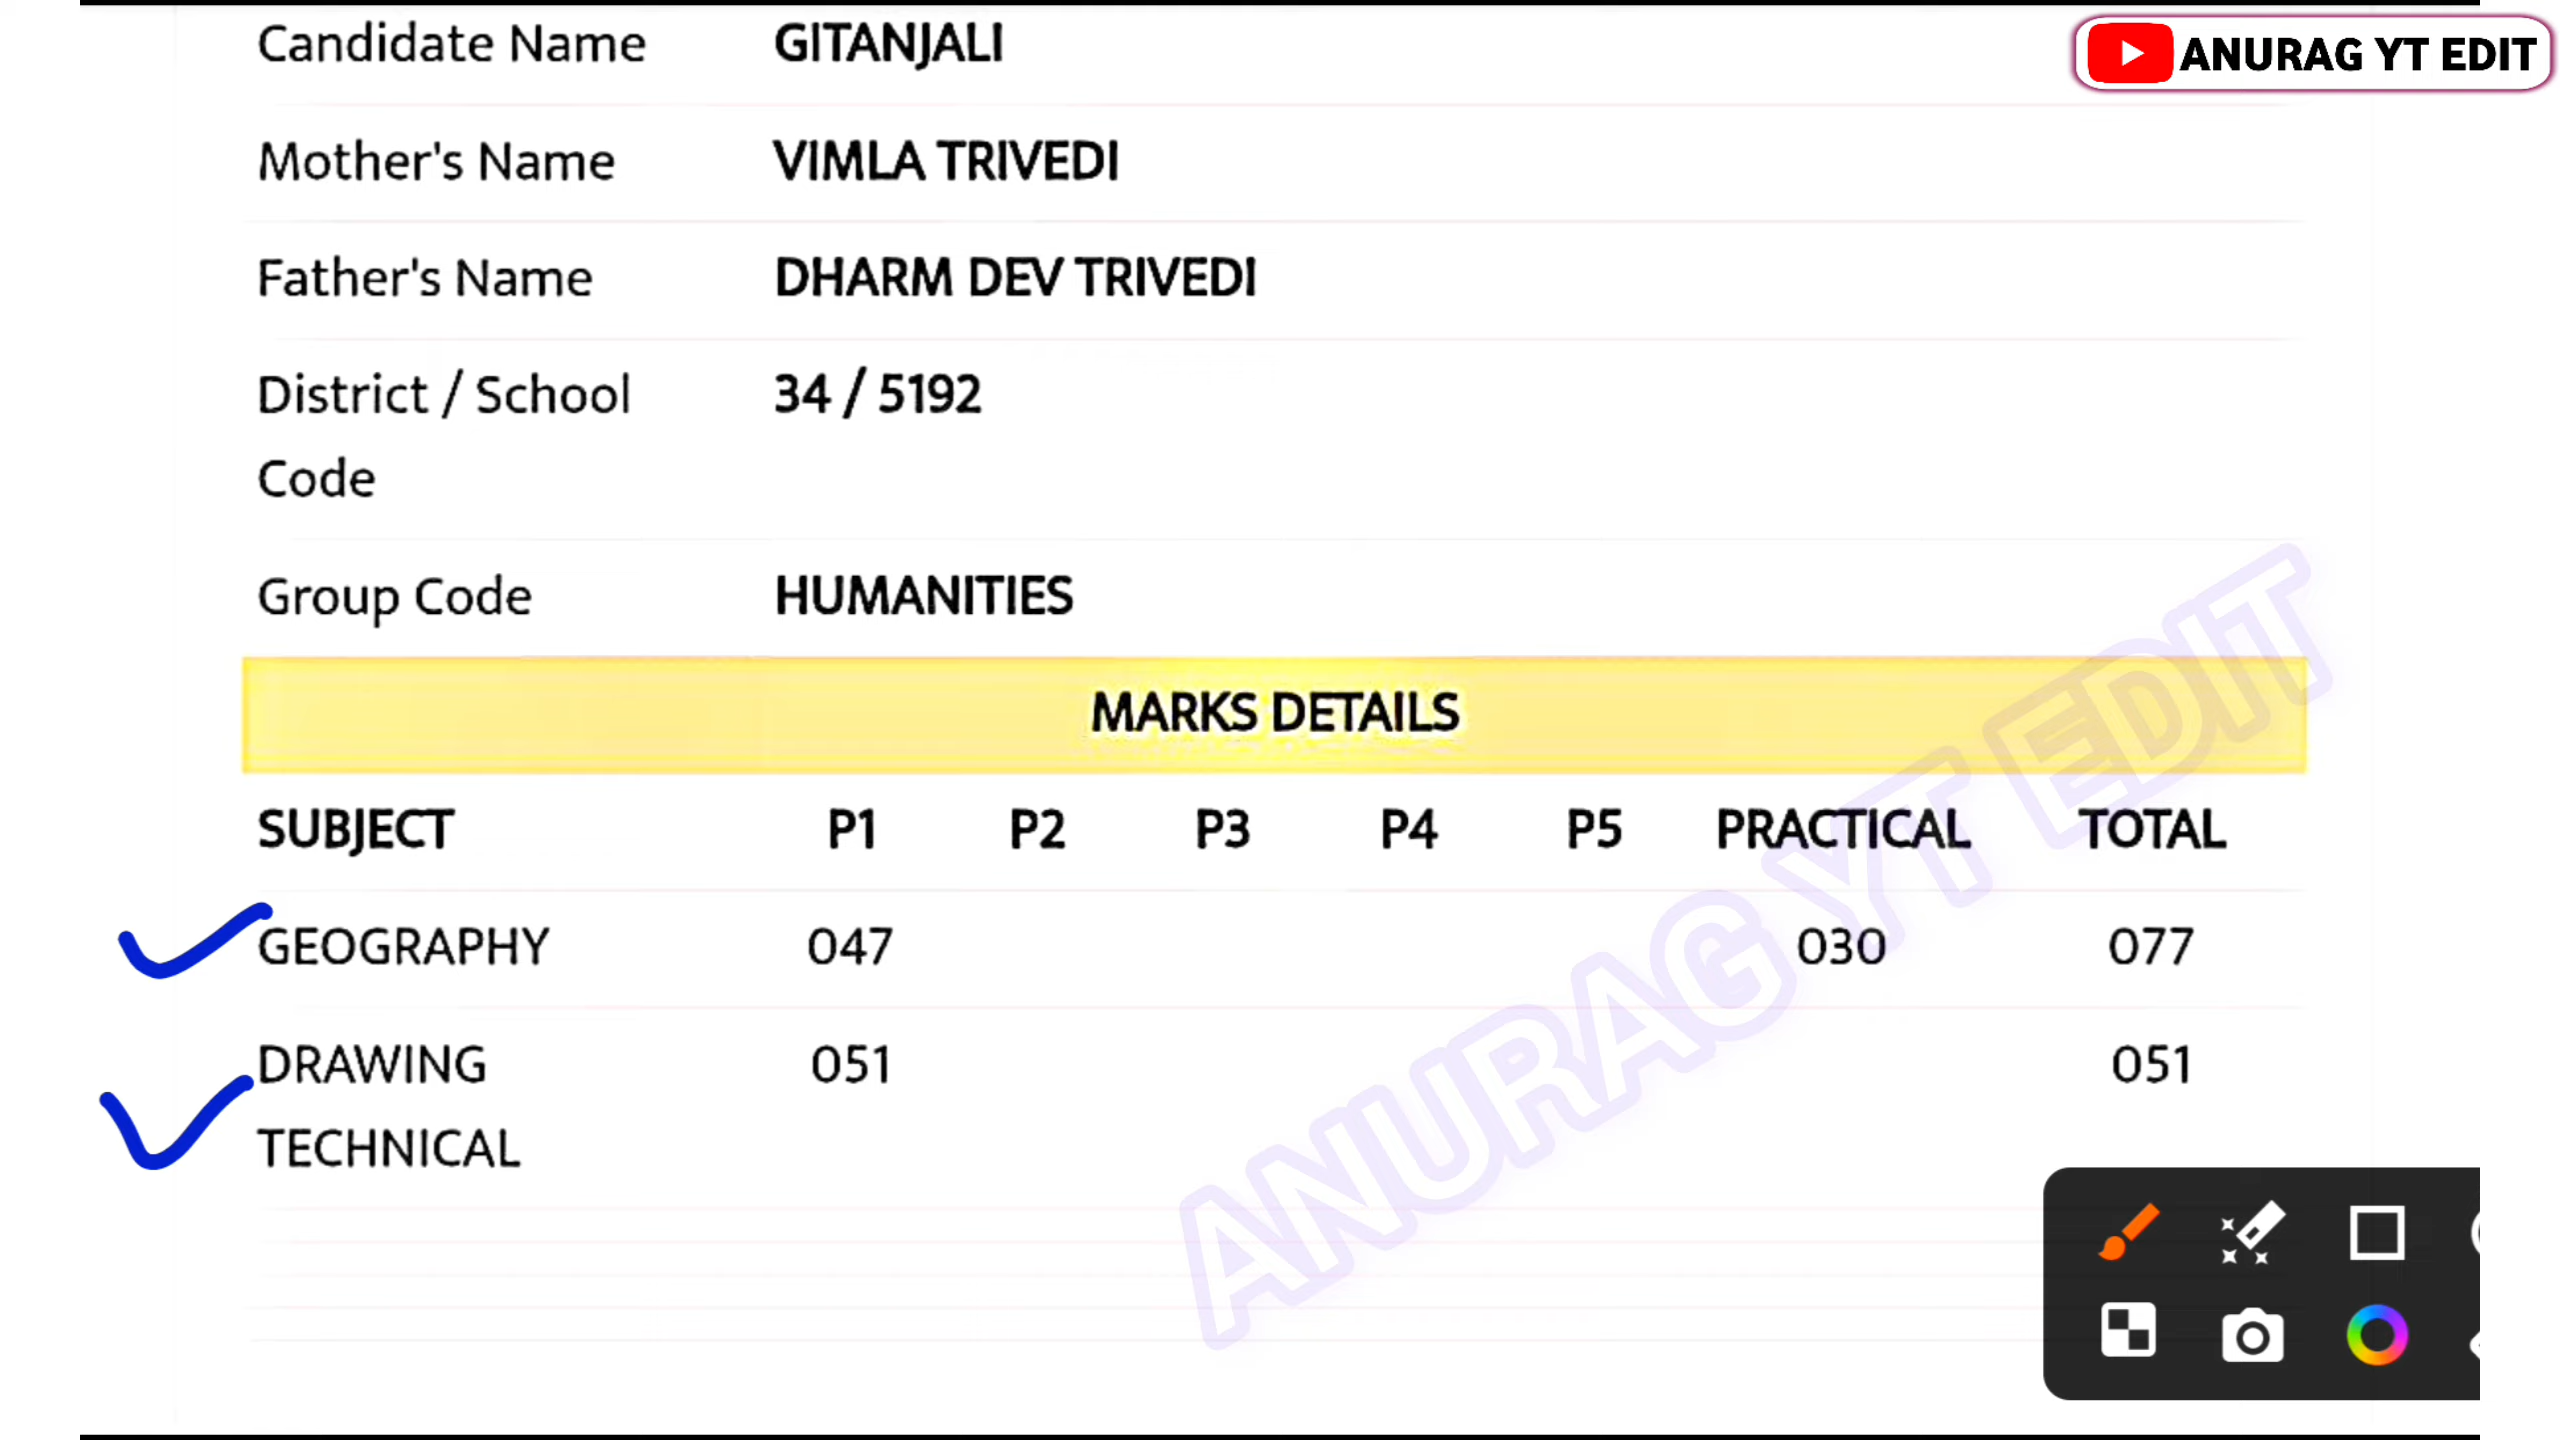 ANURAG YT EDIT
Candidate Name GITANJALI
Mother's Name VIMLA TRIVEDI
Father's Name DHARM DEV TRIVEDI
District / School 34 / 5192
Code
Group Code HUMANITIES
MARKS DETAILS
SUBJECT P1 P2 P3 P4 P5 PRACTICAL TOTAL
GEOGRAPHY 047 030 077
DRAWING 051 051
TECHNICAL
ANURAG YT EDIT